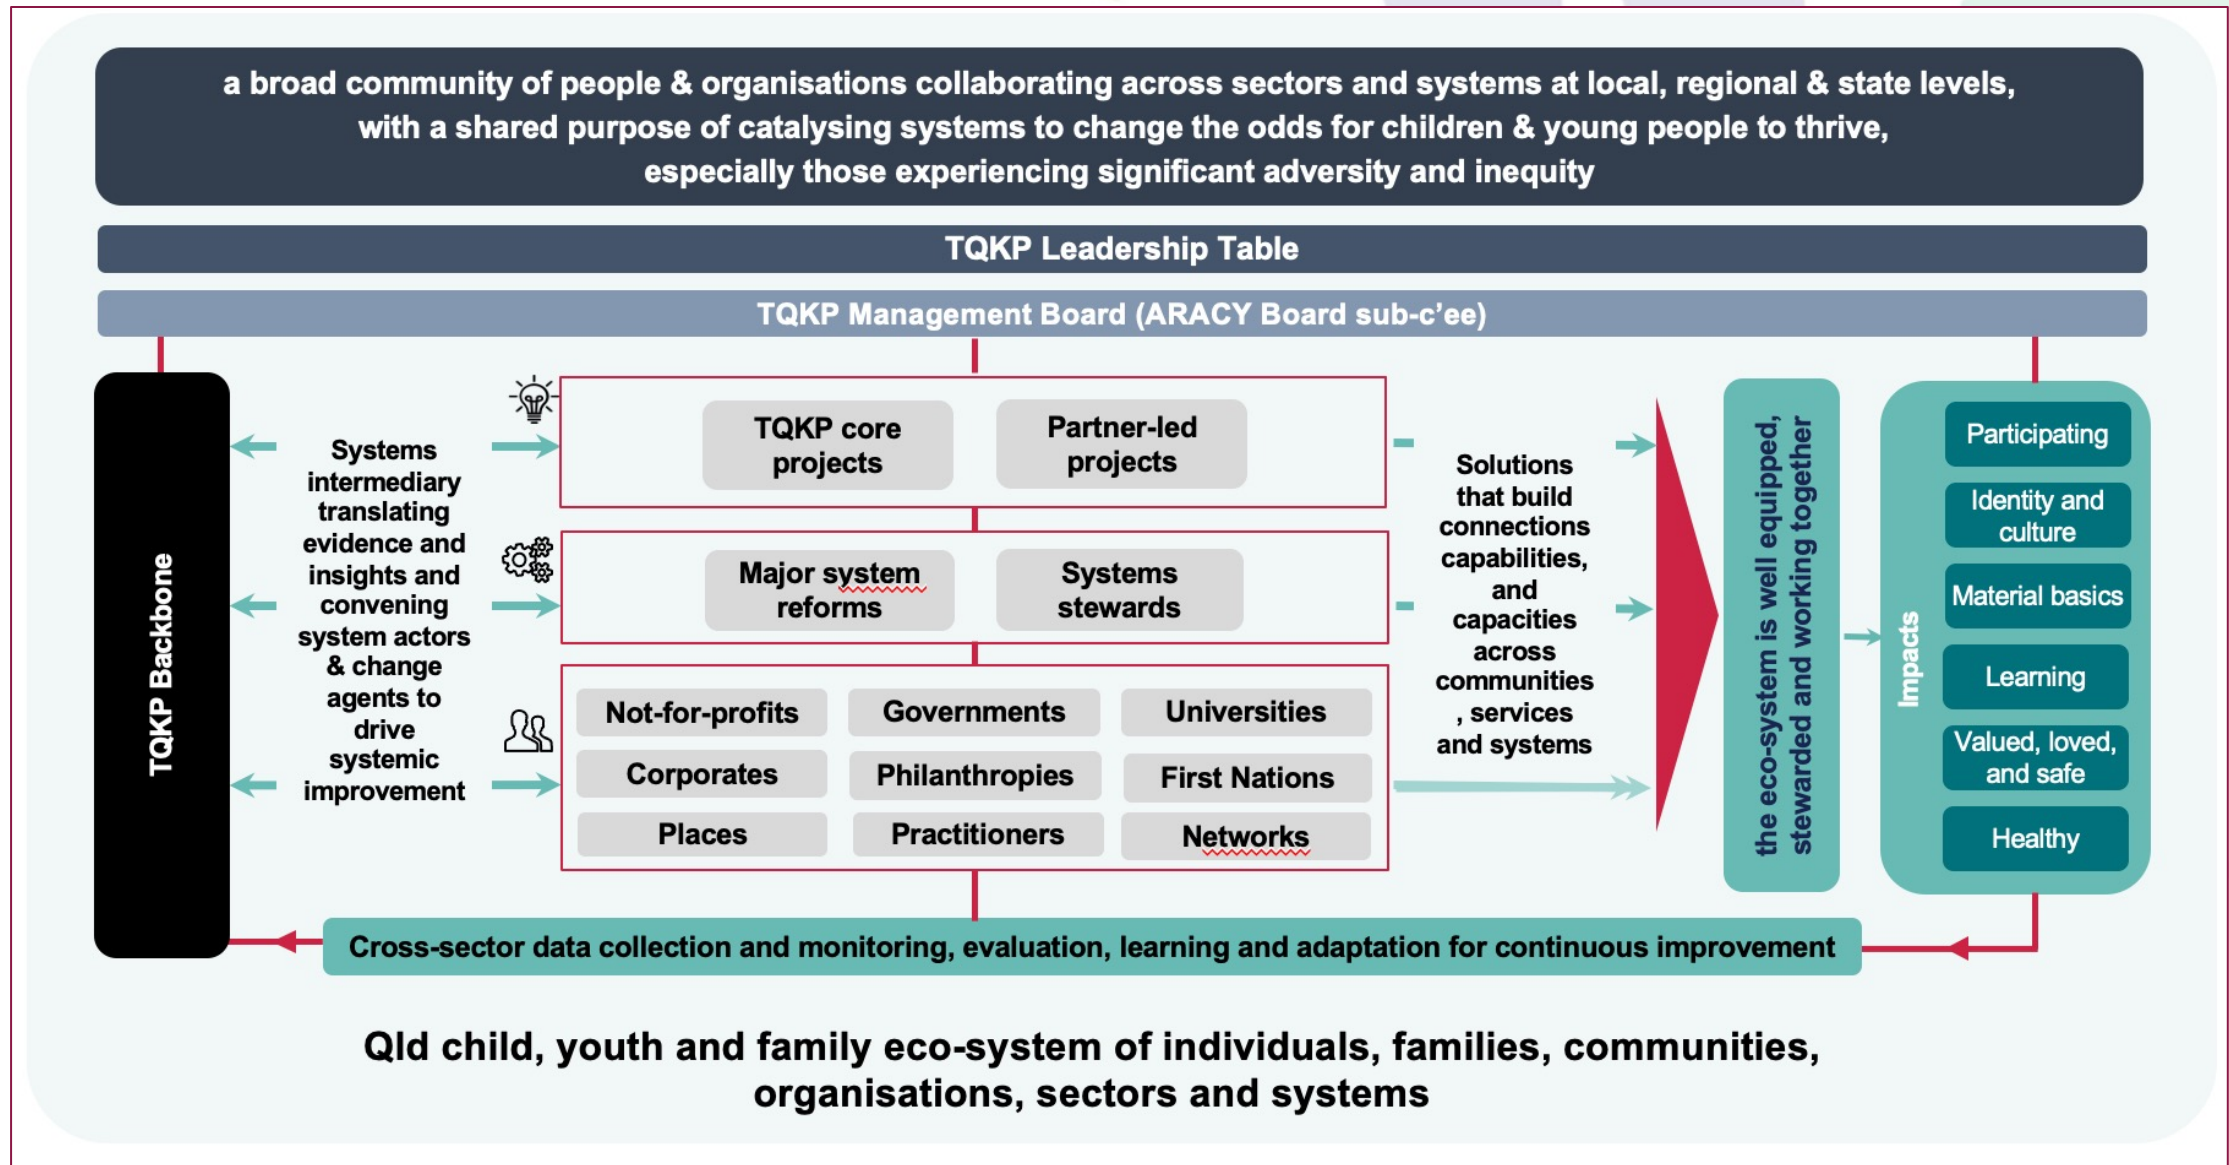 a broad community of people & organisations collaborating across sectors and systems at local, regional & state levels,
with a shared purpose of catalysing systems to change the odds for children & young people to thrive,
especially those experiencing significant adversity and inequity
TQKP Leadership Table
TQKP Management Board (ARACY Board sub-c’ee)
TQKP Backbone
Systems
intermediary
translating
evidence and
insights and
convening
system actors
& change
agents to
drive
systemic
improvement
TQKP core
projects
Partner-led
projects
Major system
reforms
Systems
stewards
Not-for-profits
Governments
Universities
Corporates
Philanthropies
First Nations
Places
Practitioners
Networks
Solutions
that build
connections
capabilities,
and
capacities
across
communities
, services
and systems
the eco-system is well equipped,
stewarded and working together
Impacts
Participating
Identity and
culture
Material basics
Learning
Valued, loved,
and safe
Healthy
Cross-sector data collection and monitoring, evaluation, learning and adaptation for continuous improvement
Qld child, youth and family eco-system of individuals, families, communities,
organisations, sectors and systems